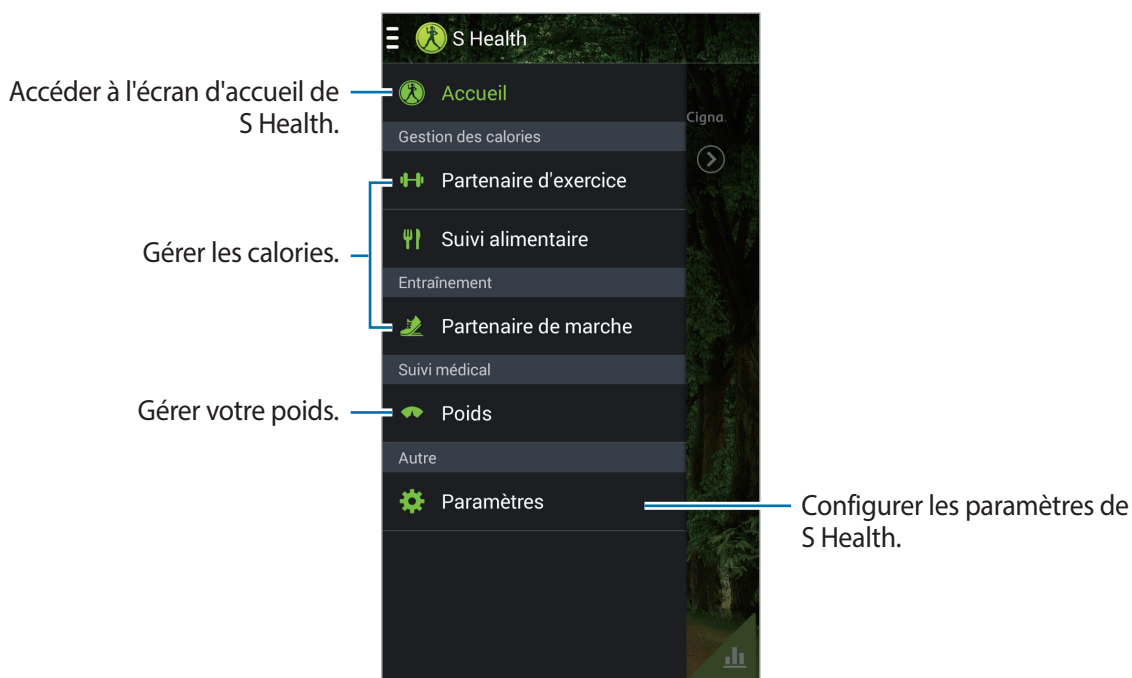 S Health
Accéder à l'écran d'accueil de
S Health.
Accueil
Cigna.
Gestion des calories
Partenaire d'exercice
Gérer les calories.
Suivi alimentaire
Entraînement
Partenaire de marche
Suivi médical
Gérer votre poids.
Poids
Autre
Paramètres
Configurer les paramètres de
S Health.